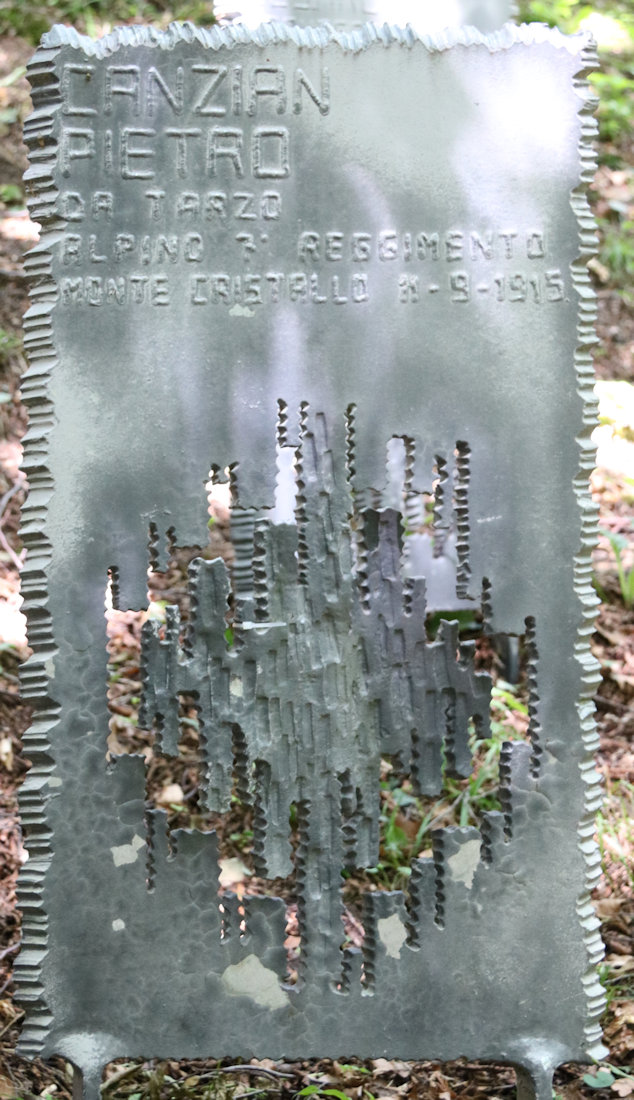 CANZIAN
PIETRO
DA TARZO
ALPINO 7° REGGIMENTO
MONTE CRISTALLO 11-9-1915